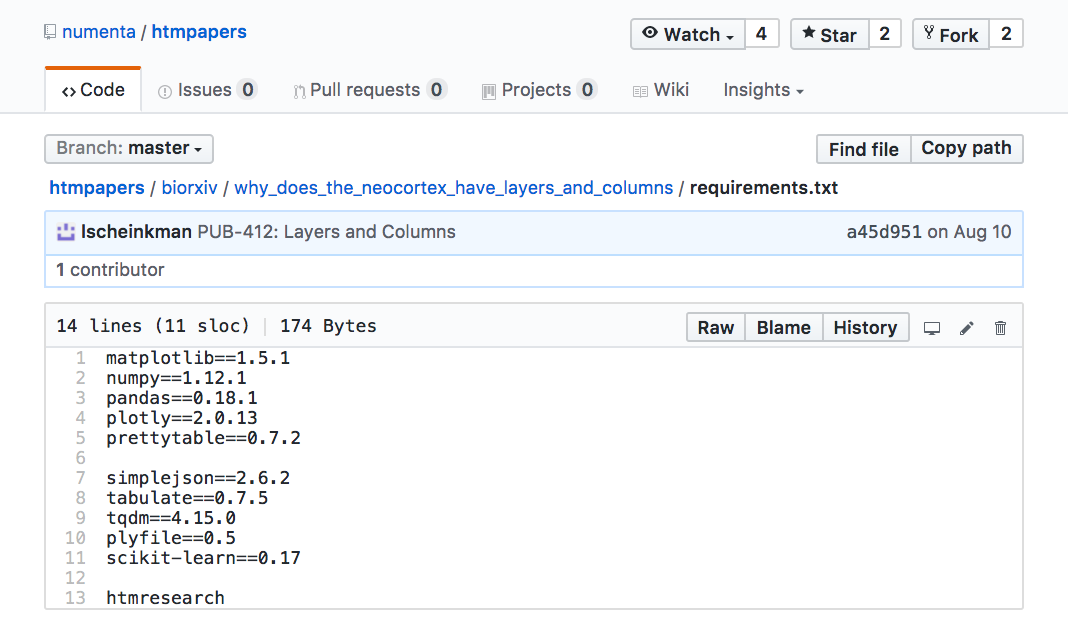 numenta / htmpapers
Watch 4 Star 2 Fork 2
Code Issues 0 Pull requests 0 Projects 0 Wiki Insights
Branch: master Find file Copy path
htmpapers / biorxiv / why_does_the_neocortex_have_layers_and_columns / requirements.txt
lscheinkman PUB-412: Layers and Columns a45d951 on Aug 10
1 contributor
14 lines (11 sloc) 174 Bytes Raw Blame History
1 matplotlib==1.5.1
2 numpy==1.12.1
3 pandas==0.18.1
4 plotly==2.0.13
5 prettytable==0.7.2
6
7 simplejson==2.6.2
8 tabulate==0.7.5
9 tqdm==4.15.0
10 plyfile==0.5
11 scikit-learn==0.17
12
13 htmresearch